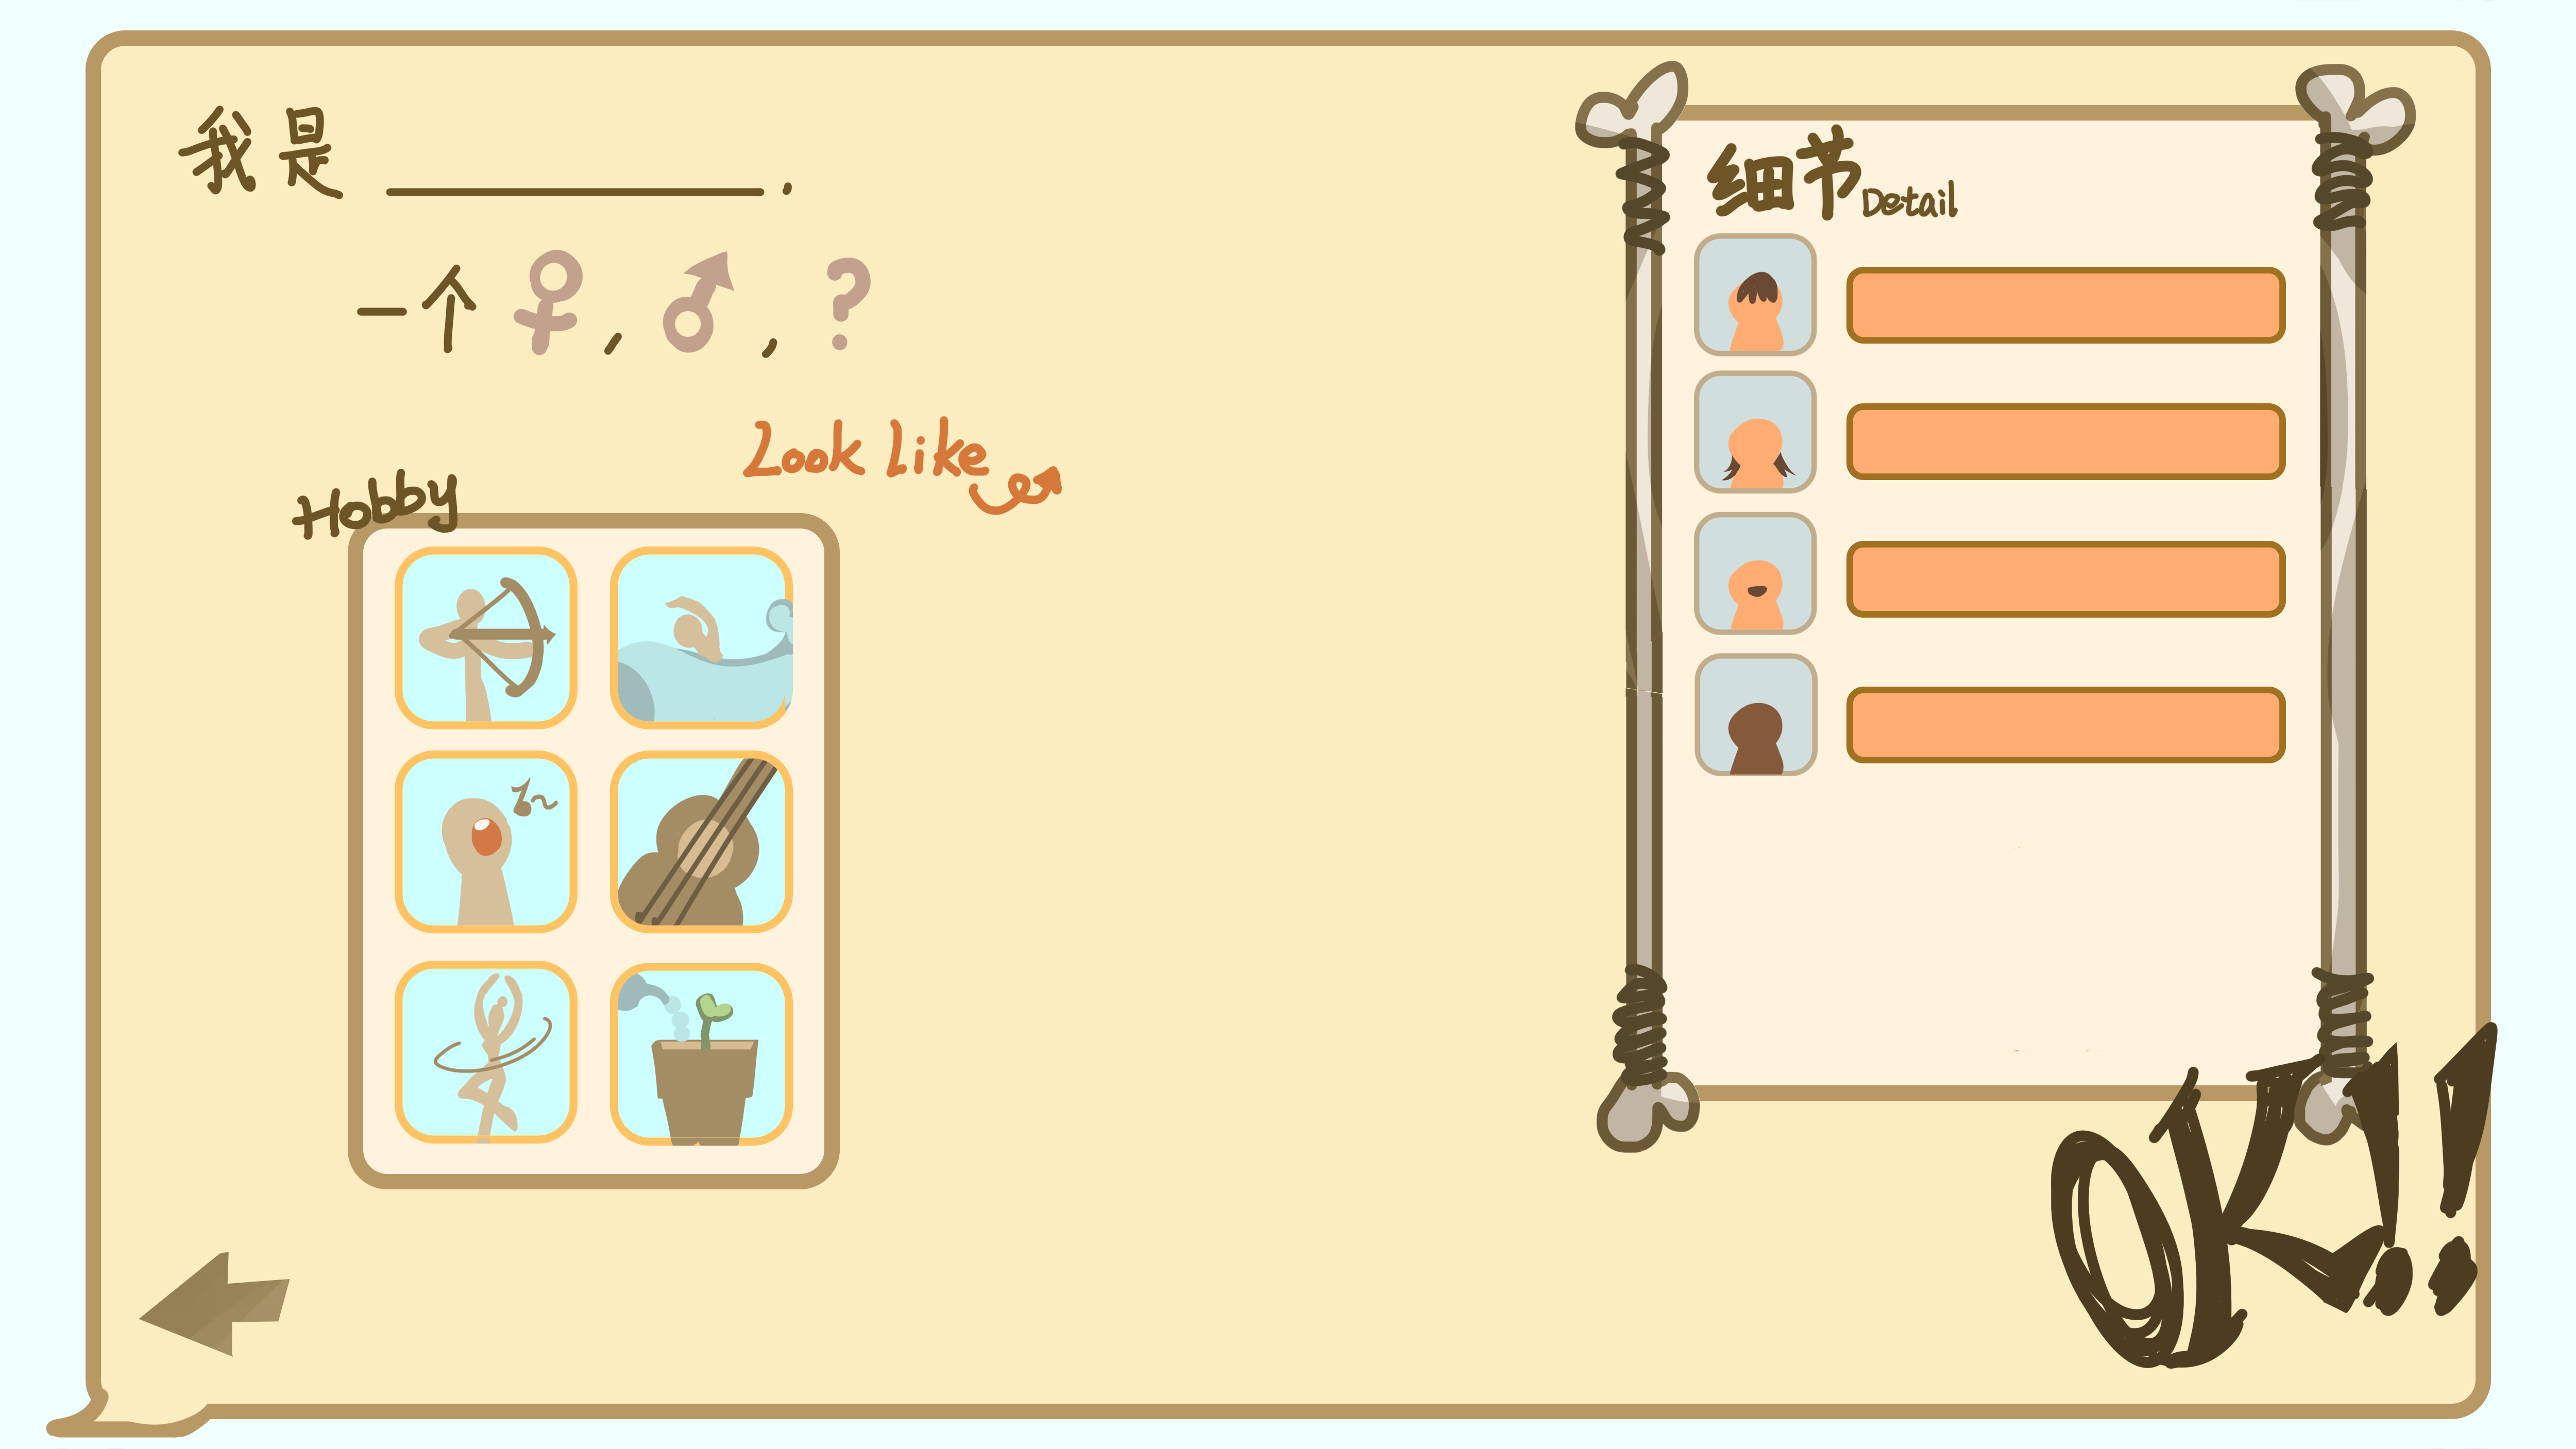 我是 ________ .
一个 ♀ , ♂ , ?
Look Like
Hobby
细节 Detail
OK!!